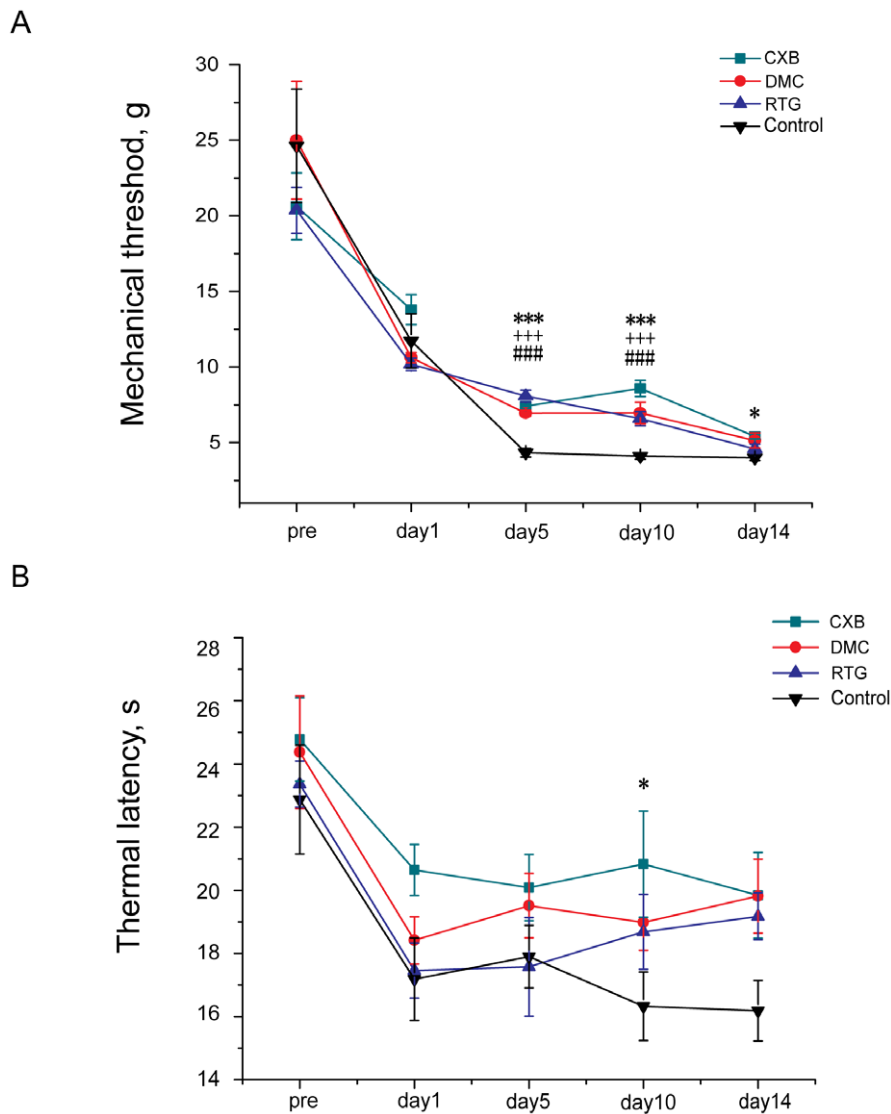 A
Mechanical threshod, g
30
25
20
15
10
5
CXB
DMC
RTG
Control
***
+++
###
***
+++
###
*
pre day1 day5 day10 day14
B
Thermal latency, s
28
26
24
22
20
18
16
14
CXB
DMC
RTG
Control
*
pre day1 day5 day10 day14